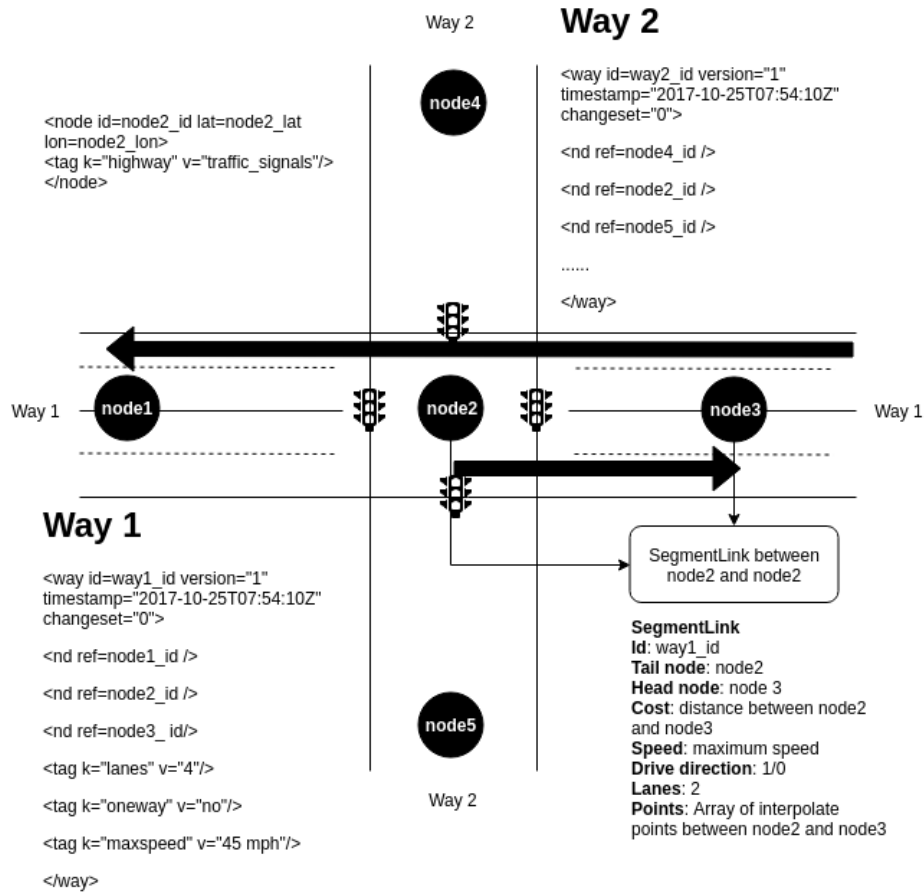 Way 2
Way 2
<way id=way2_id version="1"
timestamp="2017-10-25T07:54:10Z"
changeset="0">
<nd ref=node4_id />
<nd ref=node2_id />
<nd ref=node5_id />
......
</way>
node4
<node id=node2_id lat=node2_lat
lon=node2_lon>
<tag k="highway" v="traffic_signals"/>
</node>
Way 1
node1
node2
node3
Way 1
Way 1
<way id=way1_id version="1"
timestamp="2017-10-25T07:54:10Z"
changeset="0">
<nd ref=node1_id />
<nd ref=node2_id />
<nd ref=node3_ id/>
<tag k="lanes" v="4"/>
<tag k="oneway" v="no"/>
<tag k="maxspeed" v="45 mph"/>
</way>
node5
Way 2
SegmentLink between
node2 and node2
SegmentLink
Id: way1_id
Tail node: node2
Head node: node 3
Cost: distance between node2
and node3
Speed: maximum speed
Drive direction: 1/0
Lanes: 2
Points: Array of interpolate
points between node2 and node3